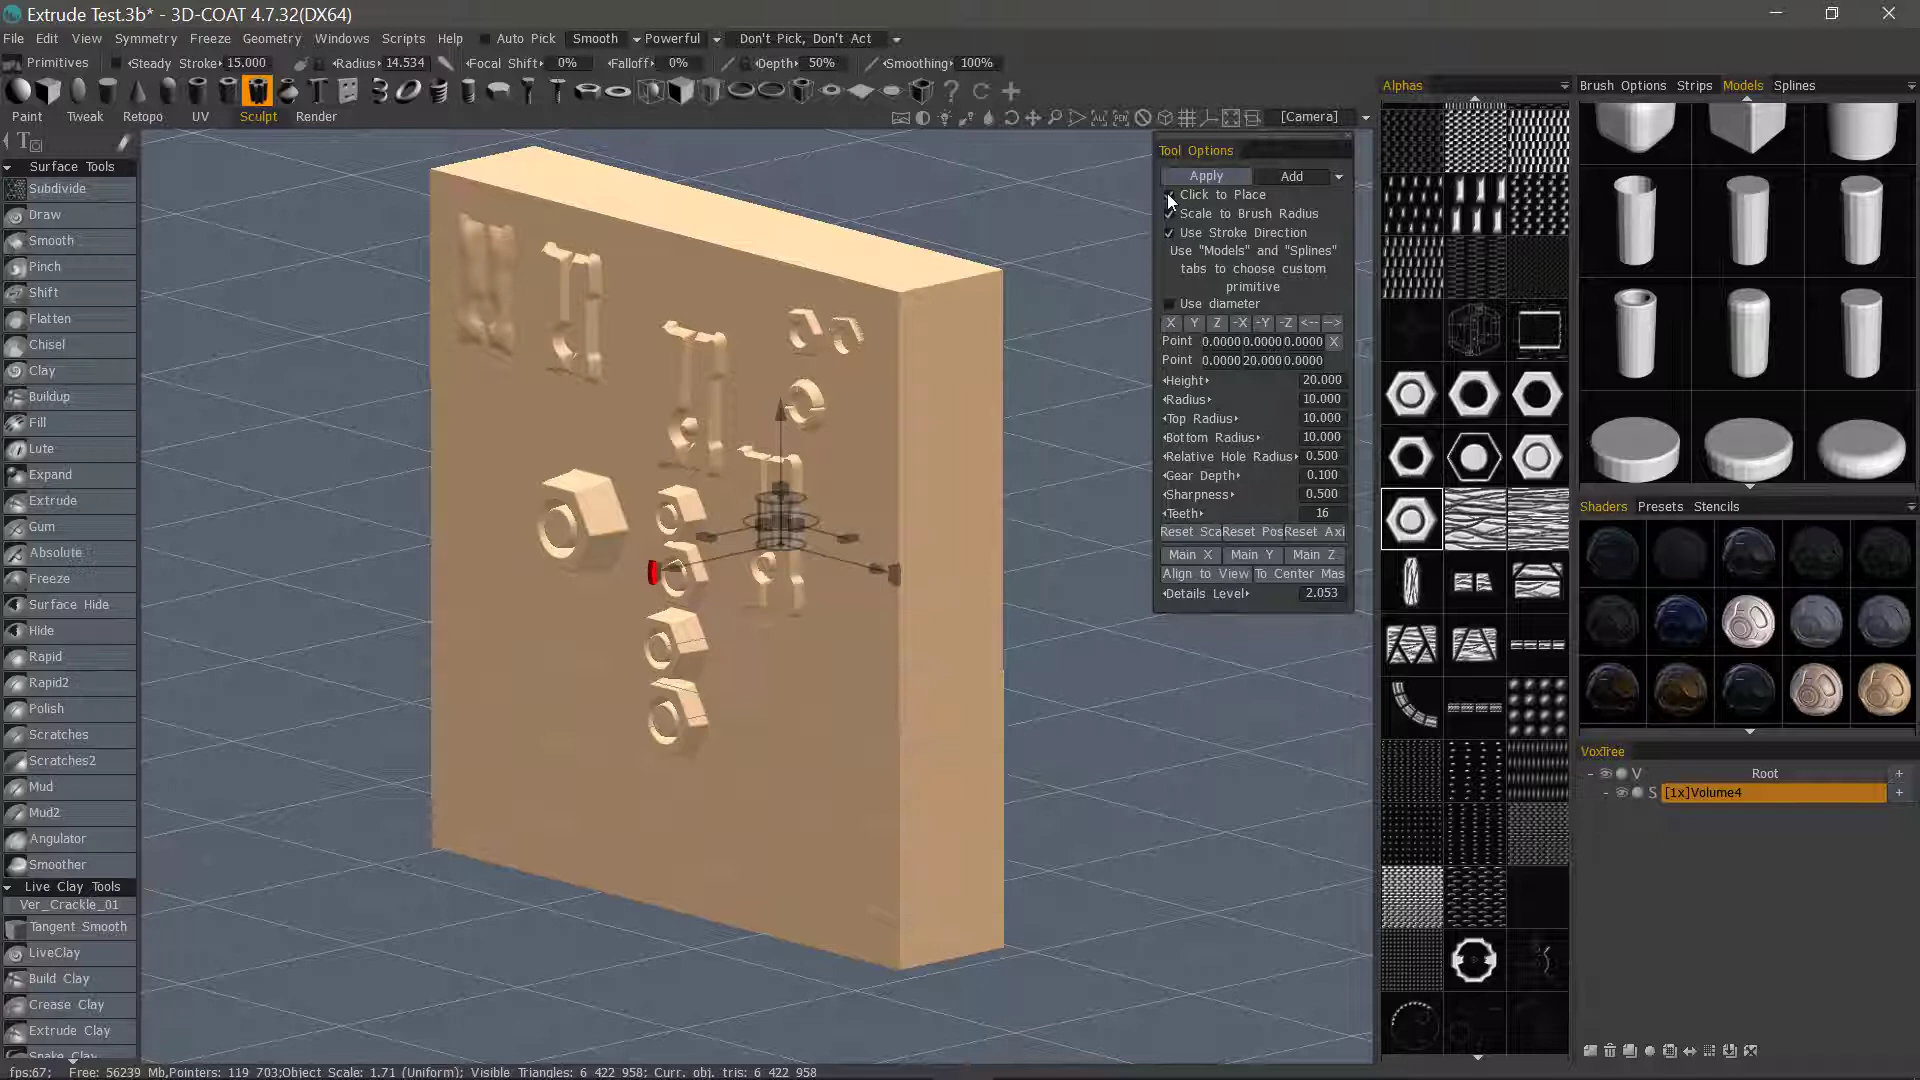 Extrude Test.3b* - 3D-COAT 4.7.32(DX64)
File Edit View Symmetry Freeze Geometry Windows Scripts Help Auto Pick Smooth Powerful Don't Pick, Don't Act
Primitives Steady Stroke 15.000 Radius 14.534 Focal Shift 0% Falloff 0% Depth 50% Smoothing 100%
Paint Tweak Retopo UV Sculpt Render [Camera]
Alphas
Brush Options Strips Models Splines
Surface Tools
Subdivide
Draw
Smooth
Pinch
Shift
Flatten
Chisel
Clay
Buildup
Fill
Lute
Expand
Extrude
Gum
Absolute
Freeze
Surface Hide
Hide
Rapid
Rapid2
Polish
Scratches
Scratches2
Mud
Mud2
Angulator
Smoother
Live Clay Tools
Ver_Crackle_01
Tangent Smooth
LiveClay
Build Clay
Crease Clay
Extrude Clay
Tool Options
Apply Add
Click to Place
Scale to Brush Radius
Use Stroke Direction
Use "Models" and "Splines"
tabs to choose custom
primitive
Use diameter
X Y Z -X -Y -Z <-- -->
Point 0.0000 0.0000 0.0000 X
Point 0.0000 20.000 0.0000
Height 20.000
Radius 10.000
Top Radius 10.000
Bottom Radius 10.000
Relative Hole Radius 0.500
Gear Depth 0.100
Sharpness 0.500
Teeth 16
Reset Sca Reset Pos Reset Axi
Main X Main Y Main Z
Align to View To Center Mas
Details Level 2.053
Shaders Presets Stencils
VoxTree
V Root +
S [1x]Volume4 +
fps:67; Free: 56239 Mb,Pointers: 119 703;Object Scale: 1.71 (Uniform); Visible Triangles: 6 422 958; Curr. obj. tris: 6 422 958